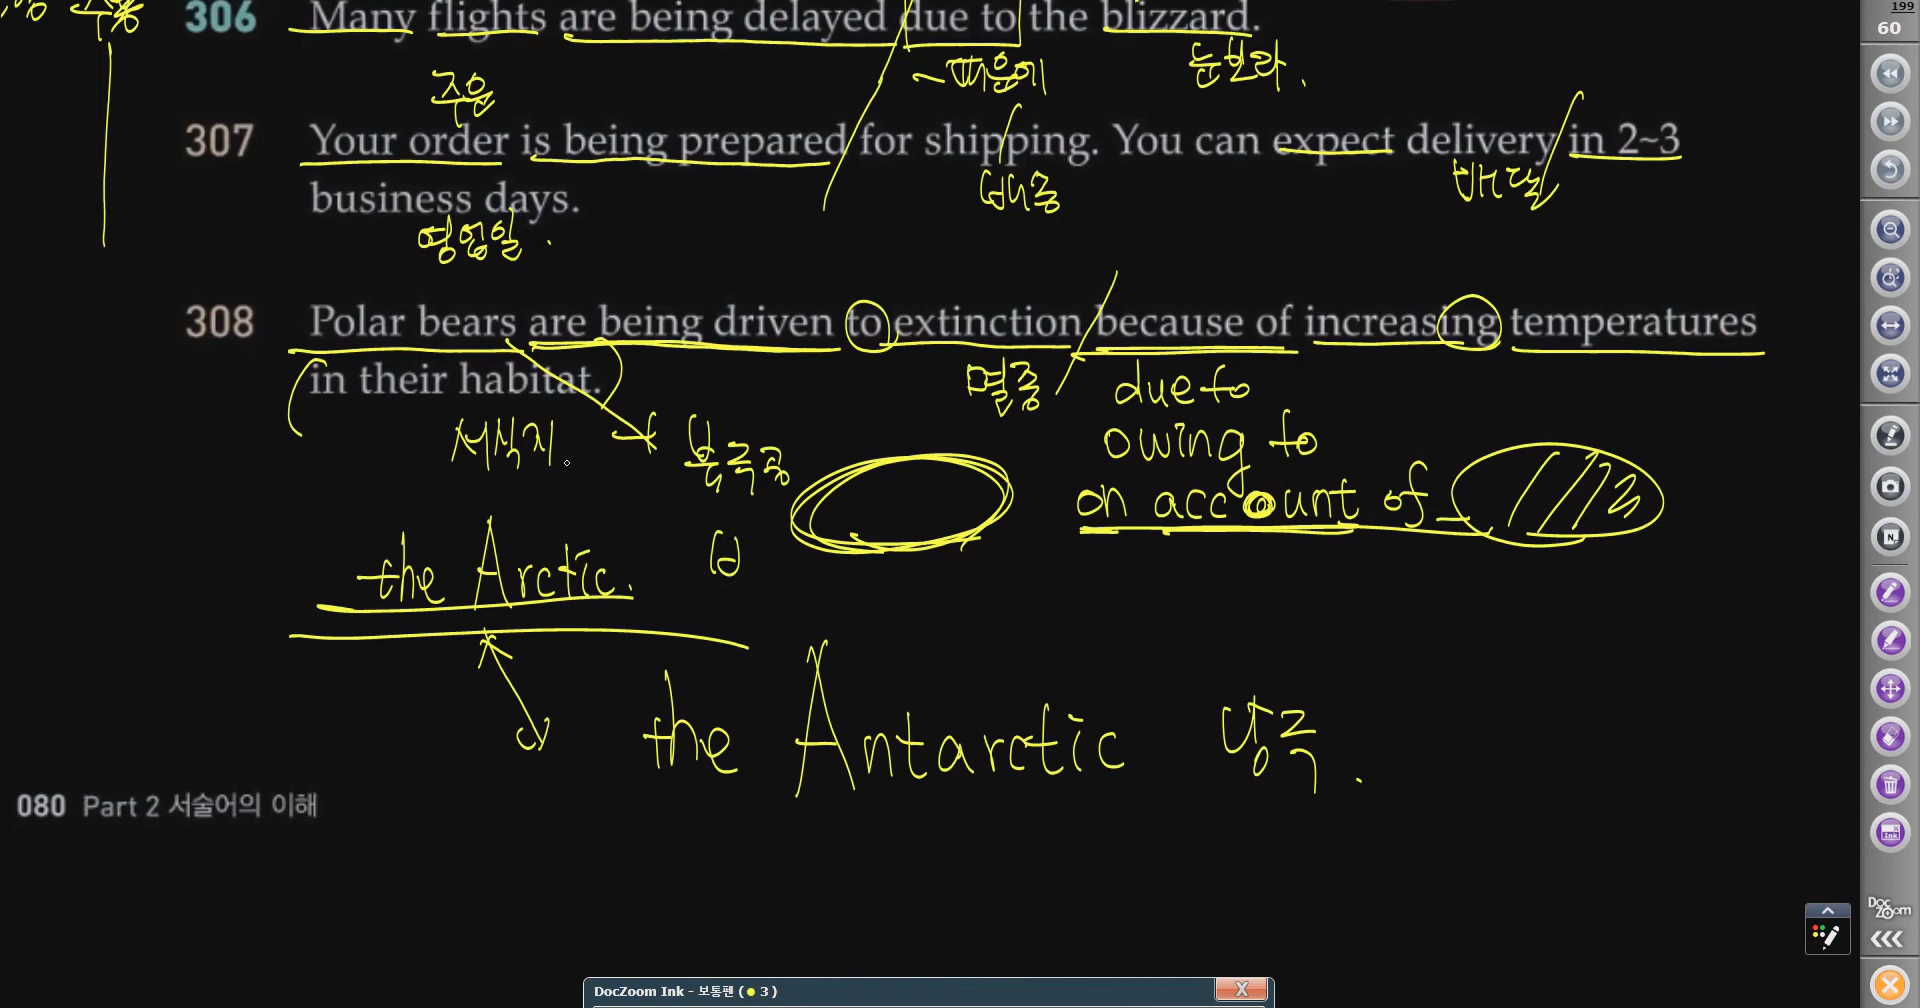 199
60
306 Many flights are being delayed due to the blizzard.
~때문에 눈보라.
주문
307 Your order is being prepared for shipping. You can expect delivery in 2~3
배송 배달
business days.
영업일.
308 Polar bears are being driven to extinction because of increasing temperatures
in their habitat.
멸종 due to
서식지 북극곰 owing to
on account of
the Arctic.
the Antarctic 남극.
080 Part 2 서술어의 이해
Doc Zoom
DocZoom Ink - 보통펜 ( 3 )